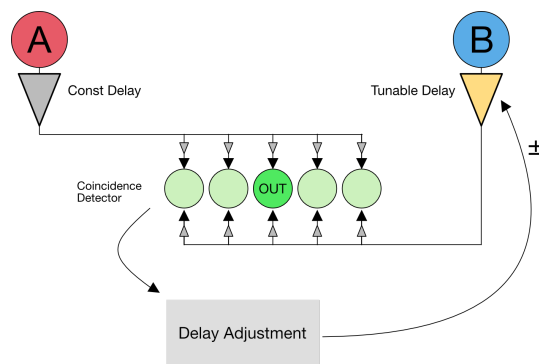 A
B
Const Delay
Tunable Delay
±
Coincidence
Detector
OUT
Delay Adjustment